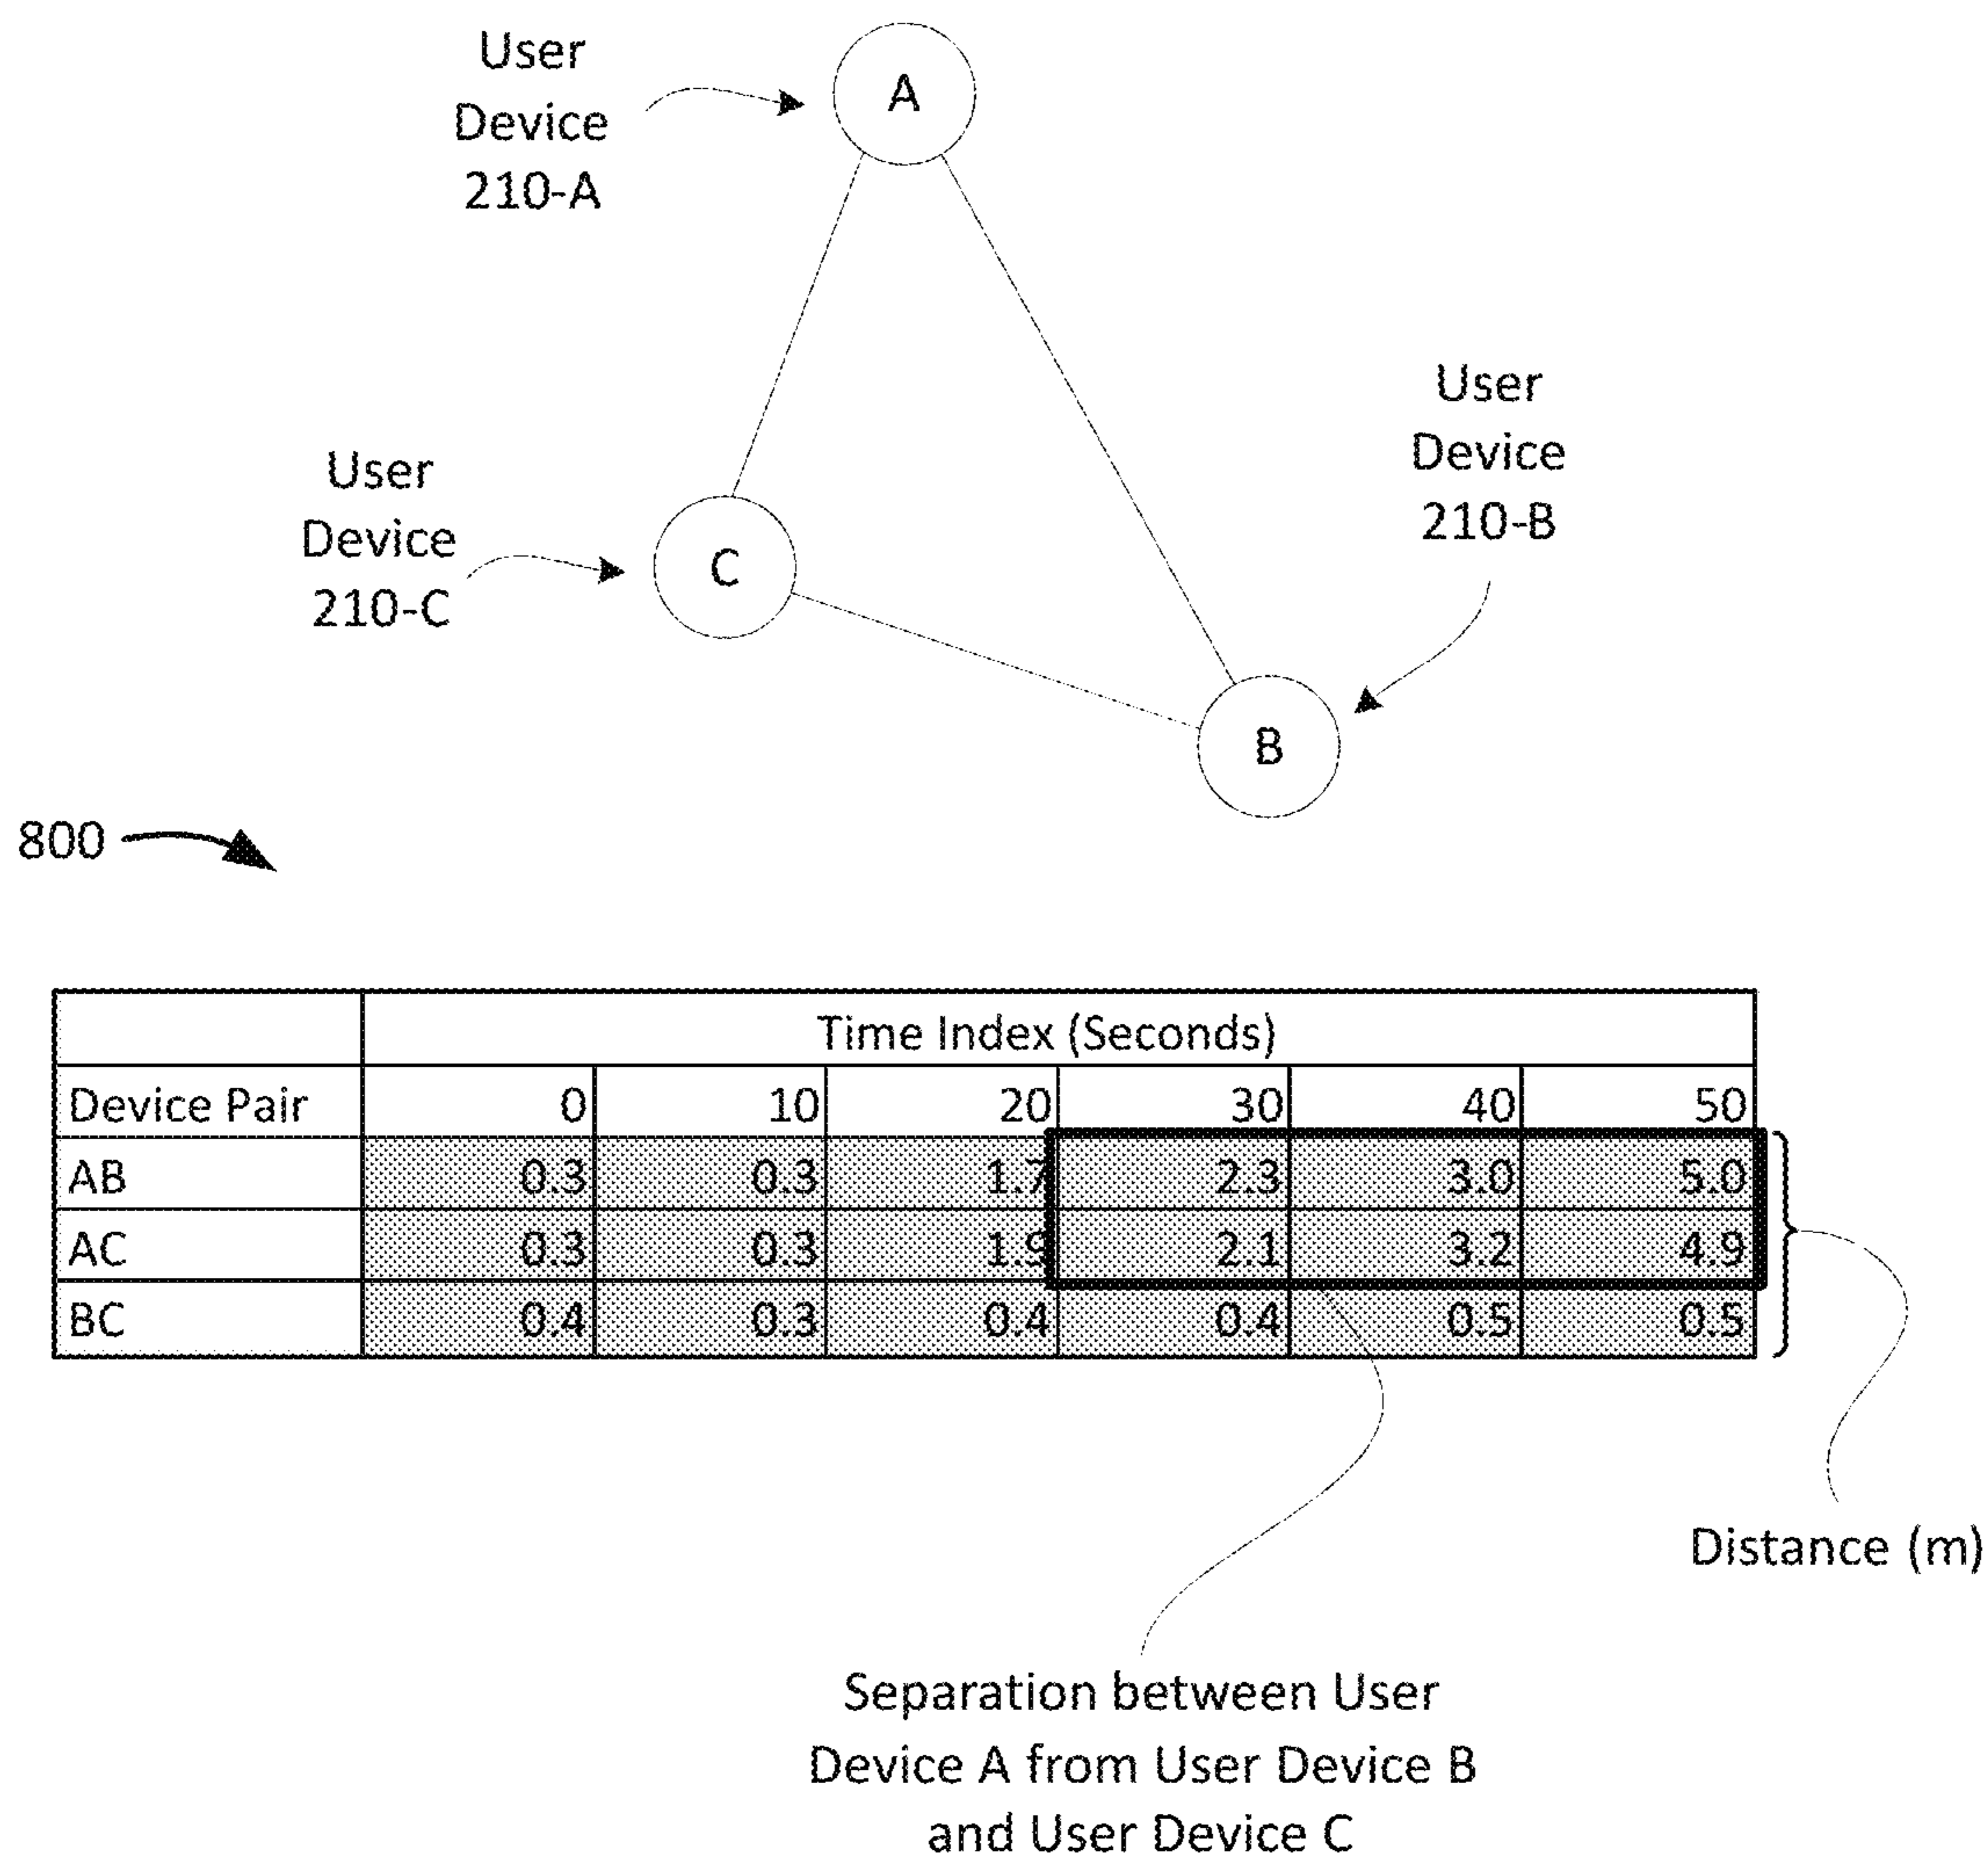 User
Device
210-A
A
User
Device
210-B
User
Device
210-C
C
B
800
Time Index (Seconds)
Device Pair 0 10 20 30 40 50
AB 0.3 0.3 1.7 2.3 3.0 5.0
AC 0.3 0.3 1.9 2.1 3.2 4.9
BC 0.4 0.3 0.4 0.4 0.5 0.5
Distance (m)
Separation between User
Device A from User Device B
and User Device C